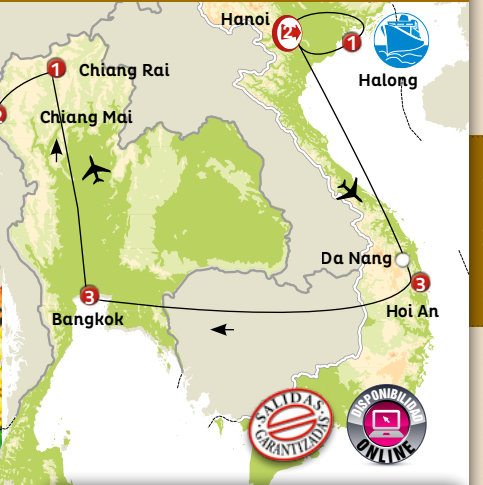 Hanoi
2
1
Halong
1
Chiang Rai
Chiang Mai
Da Nang
3
Hoi An
3
Bangkok
SALIDAS
GARANTIZADAS
DISPONIBILIDAD
ONLINE